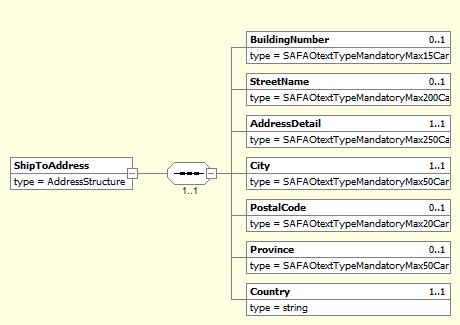 BuildingNumber 0..1
type = SAFAOtextTypeMandatoryMax15Car
StreetName 0..1
type = SAFAOtextTypeMandatoryMax200Ca
AddressDetail 1..1
type = SAFAOtextTypeMandatoryMax250Ca
ShipToAddress
type = AddressStructure
1..1
City 1..1
type = SAFAOtextTypeMandatoryMax50Car
PostalCode 0..1
type = SAFAOtextTypeMandatoryMax20Car
Province 0..1
type = SAFAOtextTypeMandatoryMax50Car
Country 1..1
type = string